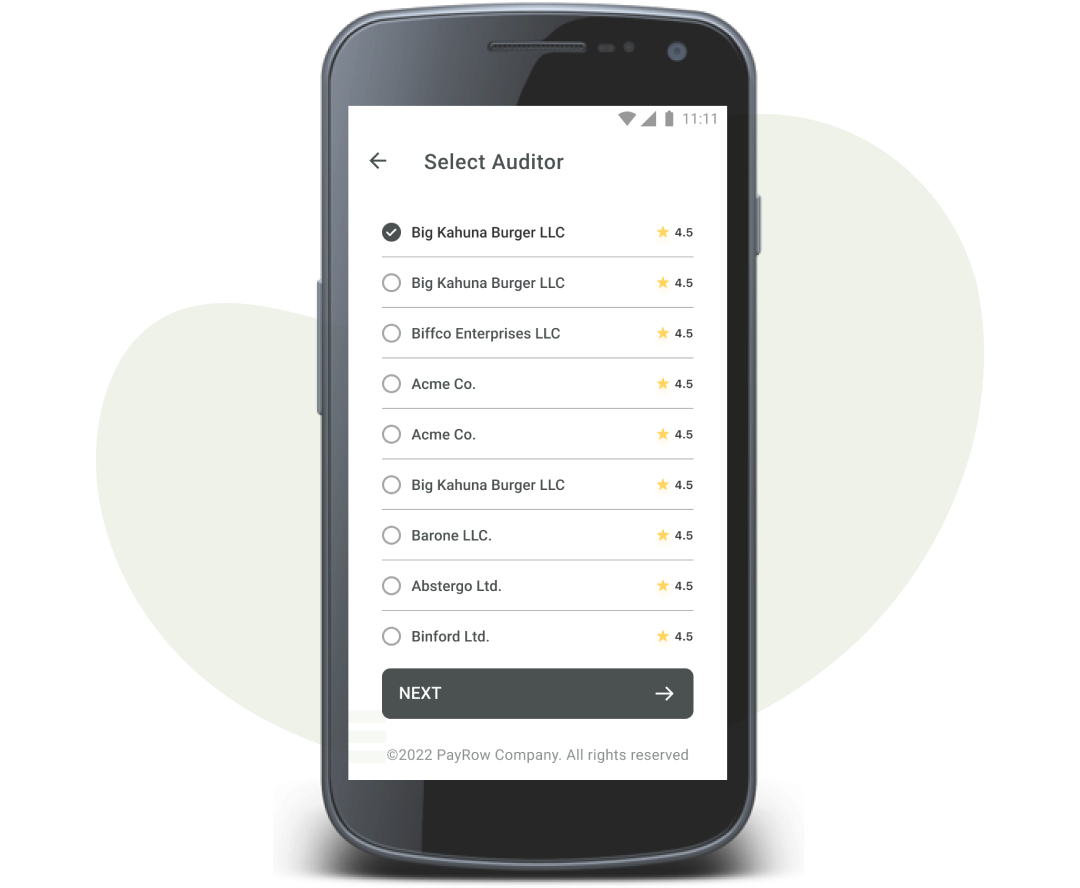 11:11
Select Auditor
Big Kahuna Burger LLC 4.5
Big Kahuna Burger LLC 4.5
Biffco Enterprises LLC 4.5
Acme Co. 4.5
Acme Co. 4.5
Big Kahuna Burger LLC 4.5
Barone LLC. 4.5
Abstergo Ltd. 4.5
Binford Ltd. 4.5
NEXT
©2022 PayRow Company. All rights reserved